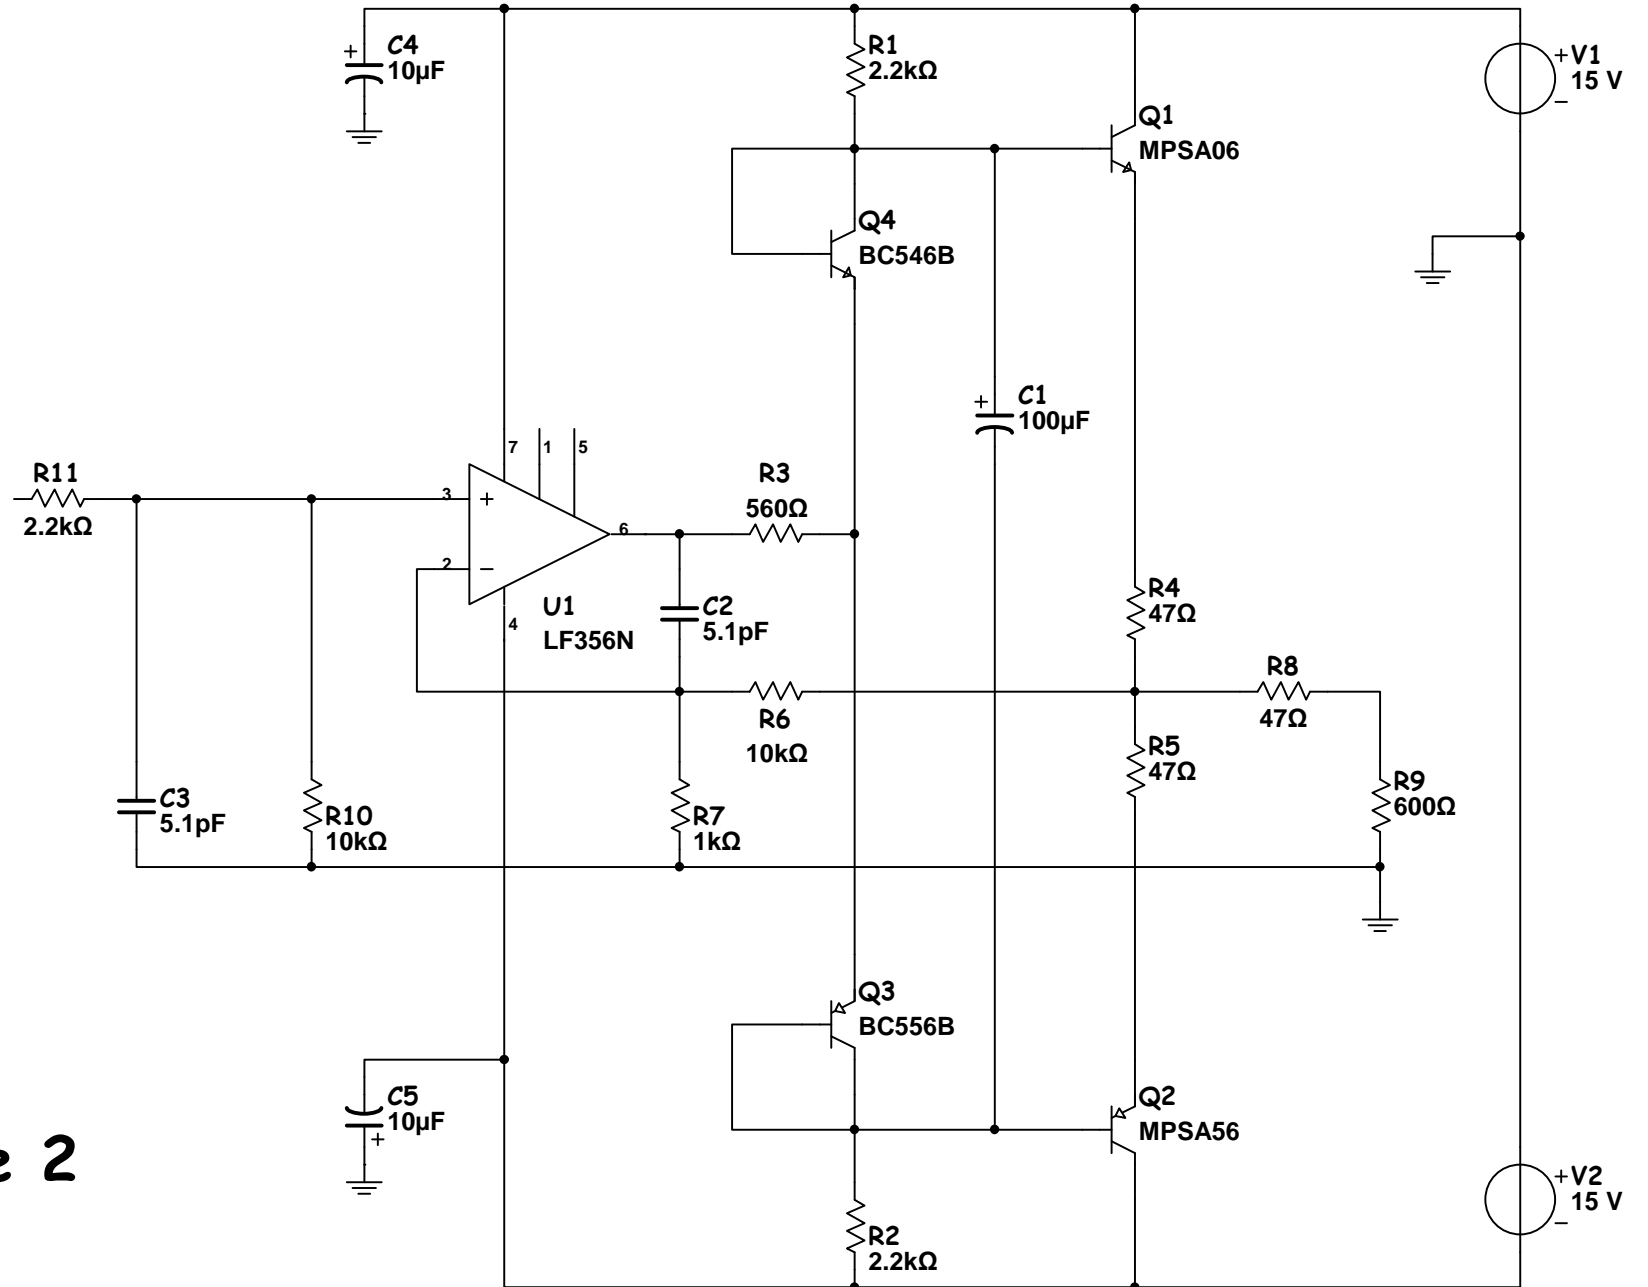 C4
10µF
R1
2.2kΩ
+V1
15 V
−
Q1
MPSA06
Q4
BC546B
C1
100µF
7
1
5
R11
2.2kΩ
3
+
R3
560Ω
6
2
−
U1
LF356N
4
C2
5.1pF
R4
47Ω
R8
47Ω
R6
10kΩ
R5
47Ω
C3
5.1pF
R10
10kΩ
R7
1kΩ
R9
600Ω
Q3
BC556B
C5
10µF
+
Q2
MPSA56
e 2
+V2
15 V
−
R2
2.2kΩ